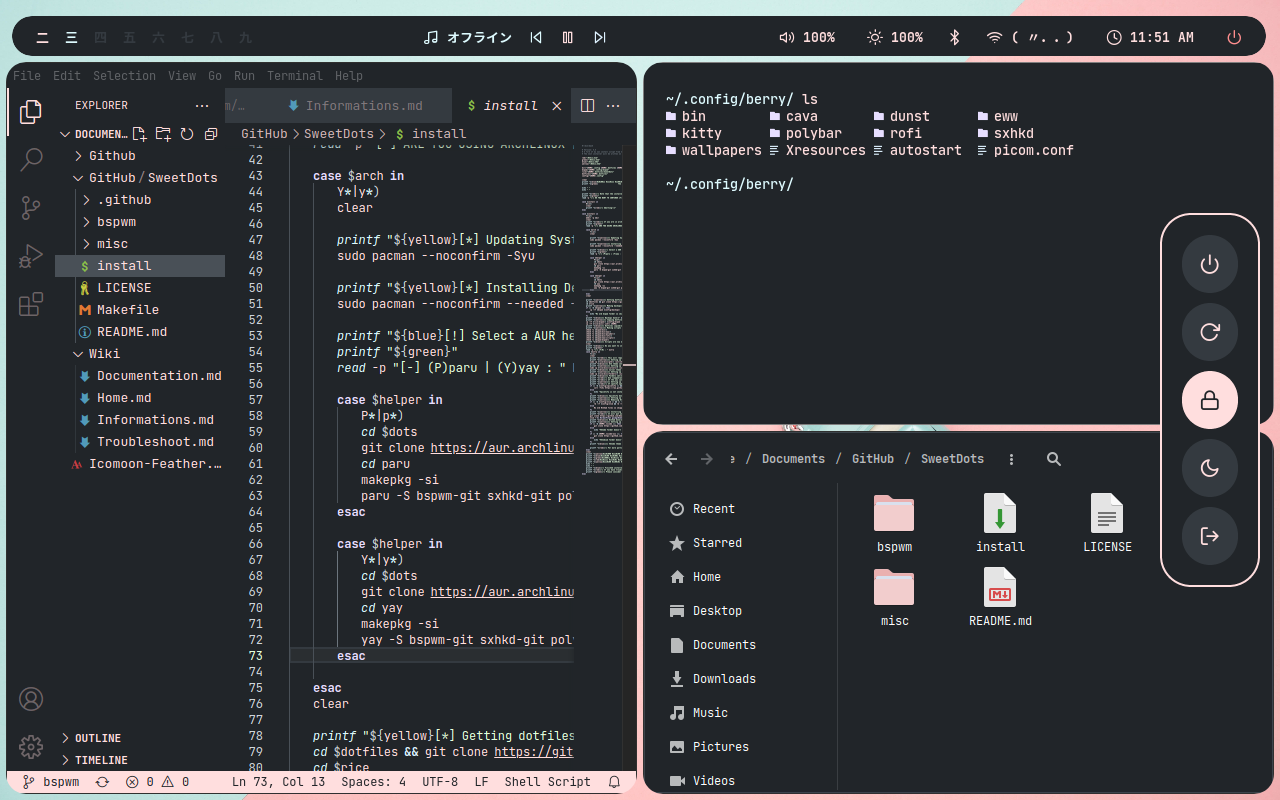 二 三 四 五 六 七 八 九
オフライン
100%
100%
( 〃. . )
11:51 AM
File Edit Selection View Go Run Terminal Help
EXPLORER
DOCUMEN...
Github
GitHub/SweetDots
.github
bspwm
misc
$ install
LICENSE
Makefile
README.md
Wiki
Documentation.md
Home.md
Informations.md
Troubleshoot.md
Icomoon-Feather....
OUTLINE
TIMELINE
m/…
Informations.md
$ install
GitHub > SweetDots > $ install
42
43 case $arch in
44 Y*|y*)
45 clear
46
47 printf "${yellow}[*] Updating Syst
48 sudo pacman --noconfirm -Syu
49
50 printf "${yellow}[*] Installing De
51 sudo pacman --noconfirm --needed -
52
53 printf "${blue}[!] Select a AUR he
54 printf "${green}"
55 read -p "[-] (P)paru | (Y)yay : "
56
57 case $helper in
58 P*|p*)
59 cd $dots
60 git clone https://aur.archlinu
61 cd paru
62 makepkg -si
63 paru -S bspwm-git sxhkd-git pol
64 esac
65
66 case $helper in
67 Y*|y*)
68 cd $dots
69 git clone https://aur.archlinu
70 cd yay
71 makepkg -si
72 yay -S bspwm-git sxhkd-git poly
73 esac
74
75 esac
76 clear
77
78 printf "${yellow}[*] Getting dotfiles
79 cd $dotfiles && git clone https://git
80 cd $rice
bspwm 0 0 Ln 73, Col 13 Spaces: 4 UTF-8 LF Shell Script
~/.config/berry/ ls
bin cava dunst eww
kitty polybar rofi sxhkd
wallpapers Xresources autostart picom.conf
~/.config/berry/
e / Documents / GitHub / SweetDots
Recent
Starred
Home
Desktop
Documents
Downloads
Music
Pictures
Videos
bspwm install LICENSE
misc README.md